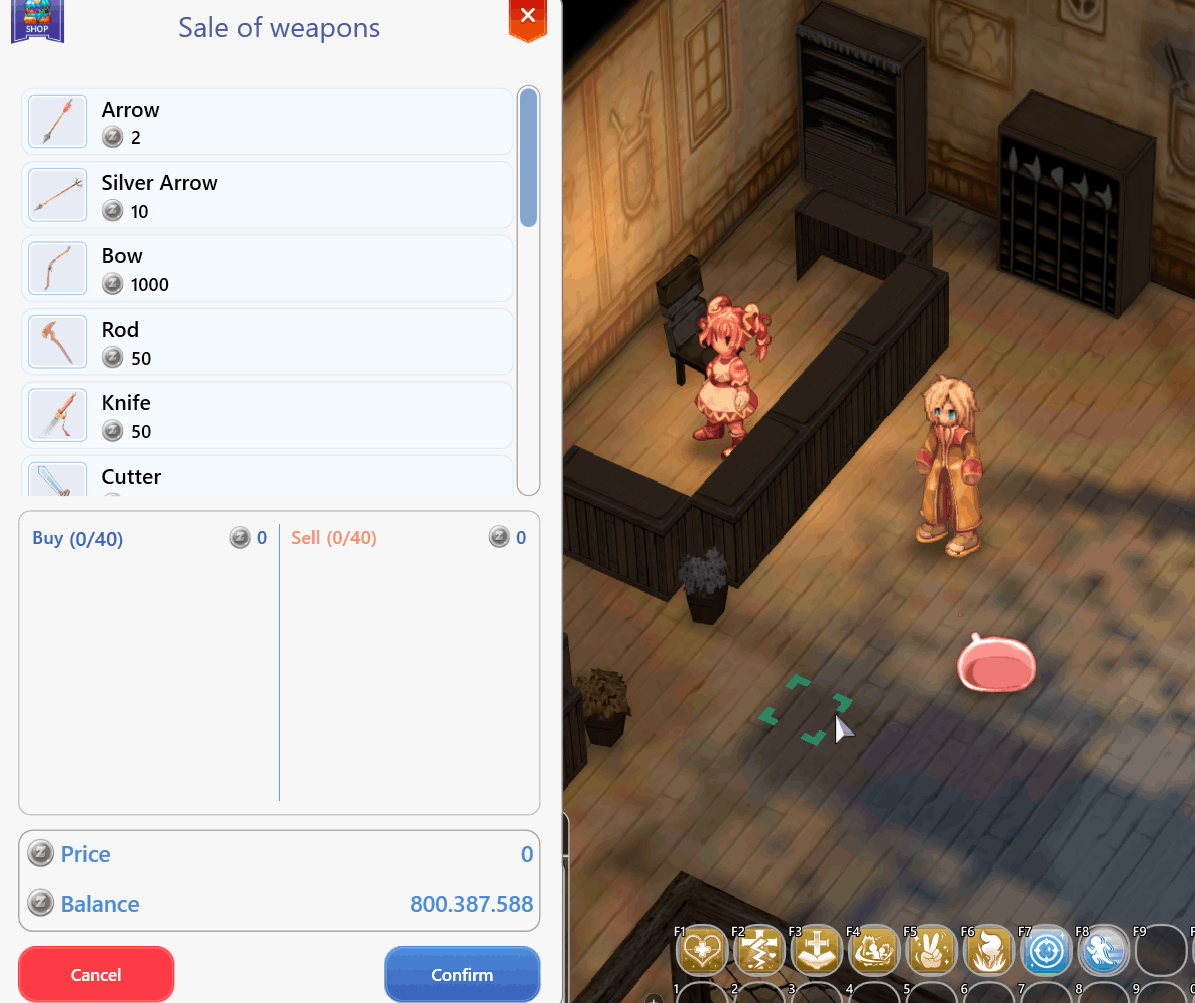 SHOP
Sale of weapons
Arrow
2
Silver Arrow
10
Bow
1000
Rod
50
Knife
50
Cutter
Buy (0/40) 0 Sell (0/40) 0
Price 0
Balance 800.387.588
Cancel Confirm
F1 F2 F3 F4 F5 F6 F7 F8 F9
1 2 3 4 5 6 7 8 9